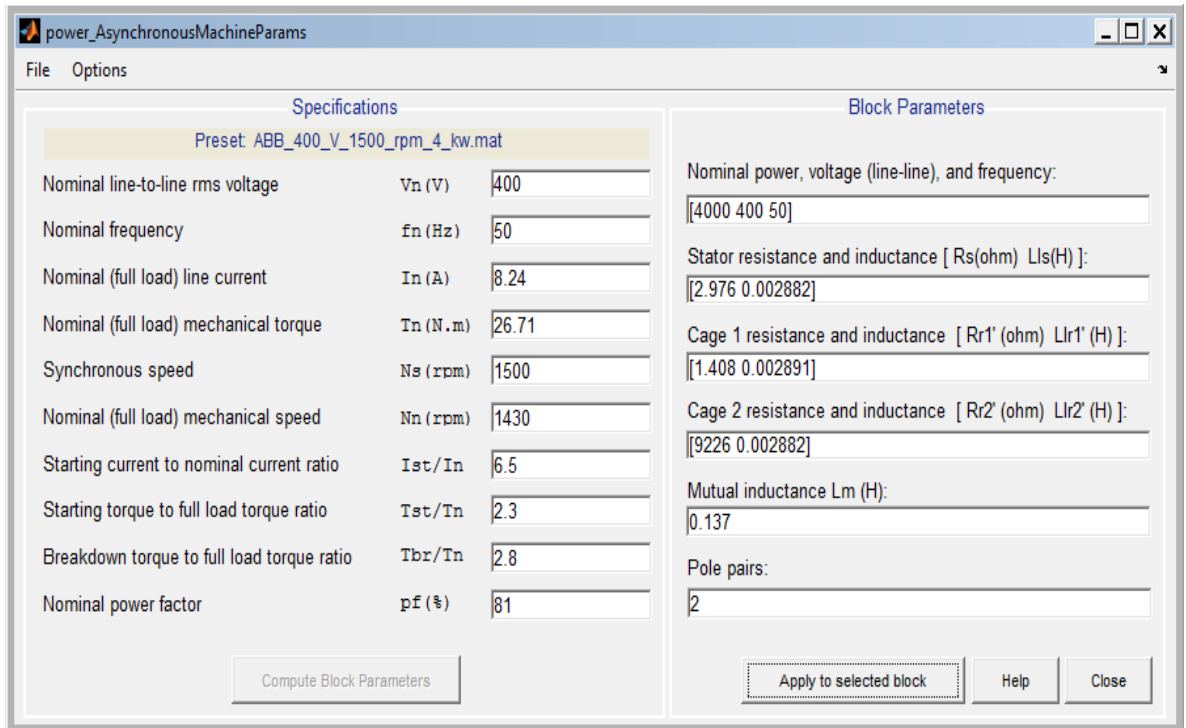 power_AsynchronousMachineParams
File Options
Specifications
Preset: ABB_400_V_1500_rpm_4_kw.mat
Nominal line-to-line rms voltage Vn(V) 400
Nominal frequency fn(Hz) 50
Nominal (full load) line current In(A) 8.24
Nominal (full load) mechanical torque Tn(N.m) 26.71
Synchronous speed Ns(rpm) 1500
Nominal (full load) mechanical speed Nn(rpm) 1430
Starting current to nominal current ratio Ist/In 6.5
Starting torque to full load torque ratio Tst/Tn 2.3
Breakdown torque to full load torque ratio Tbr/Tn 2.8
Nominal power factor pf(%) 81
Compute Block Parameters
Block Parameters
Nominal power, voltage (line-line), and frequency:
[4000 400 50]
Stator resistance and inductance [ Rs(ohm) Lls(H) ]:
[2.976 0.002882]
Cage 1 resistance and inductance [ Rr1' (ohm) Llr1' (H) ]:
[1.408 0.002891]
Cage 2 resistance and inductance [ Rr2' (ohm) Llr2' (H) ]:
[9226 0.002882]
Mutual inductance Lm (H):
0.137
Pole pairs:
2
Apply to selected block Help Close